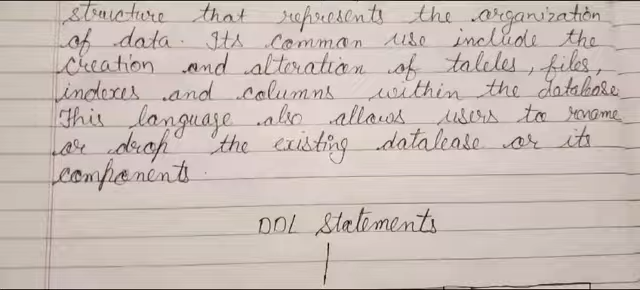 structure that represents the organization
of data. Its common use include the
creation and alteration of tables, files,
indexes and columns within the database
This language also allows users to rename
or drop the existing database or its
components.
DDL Statements